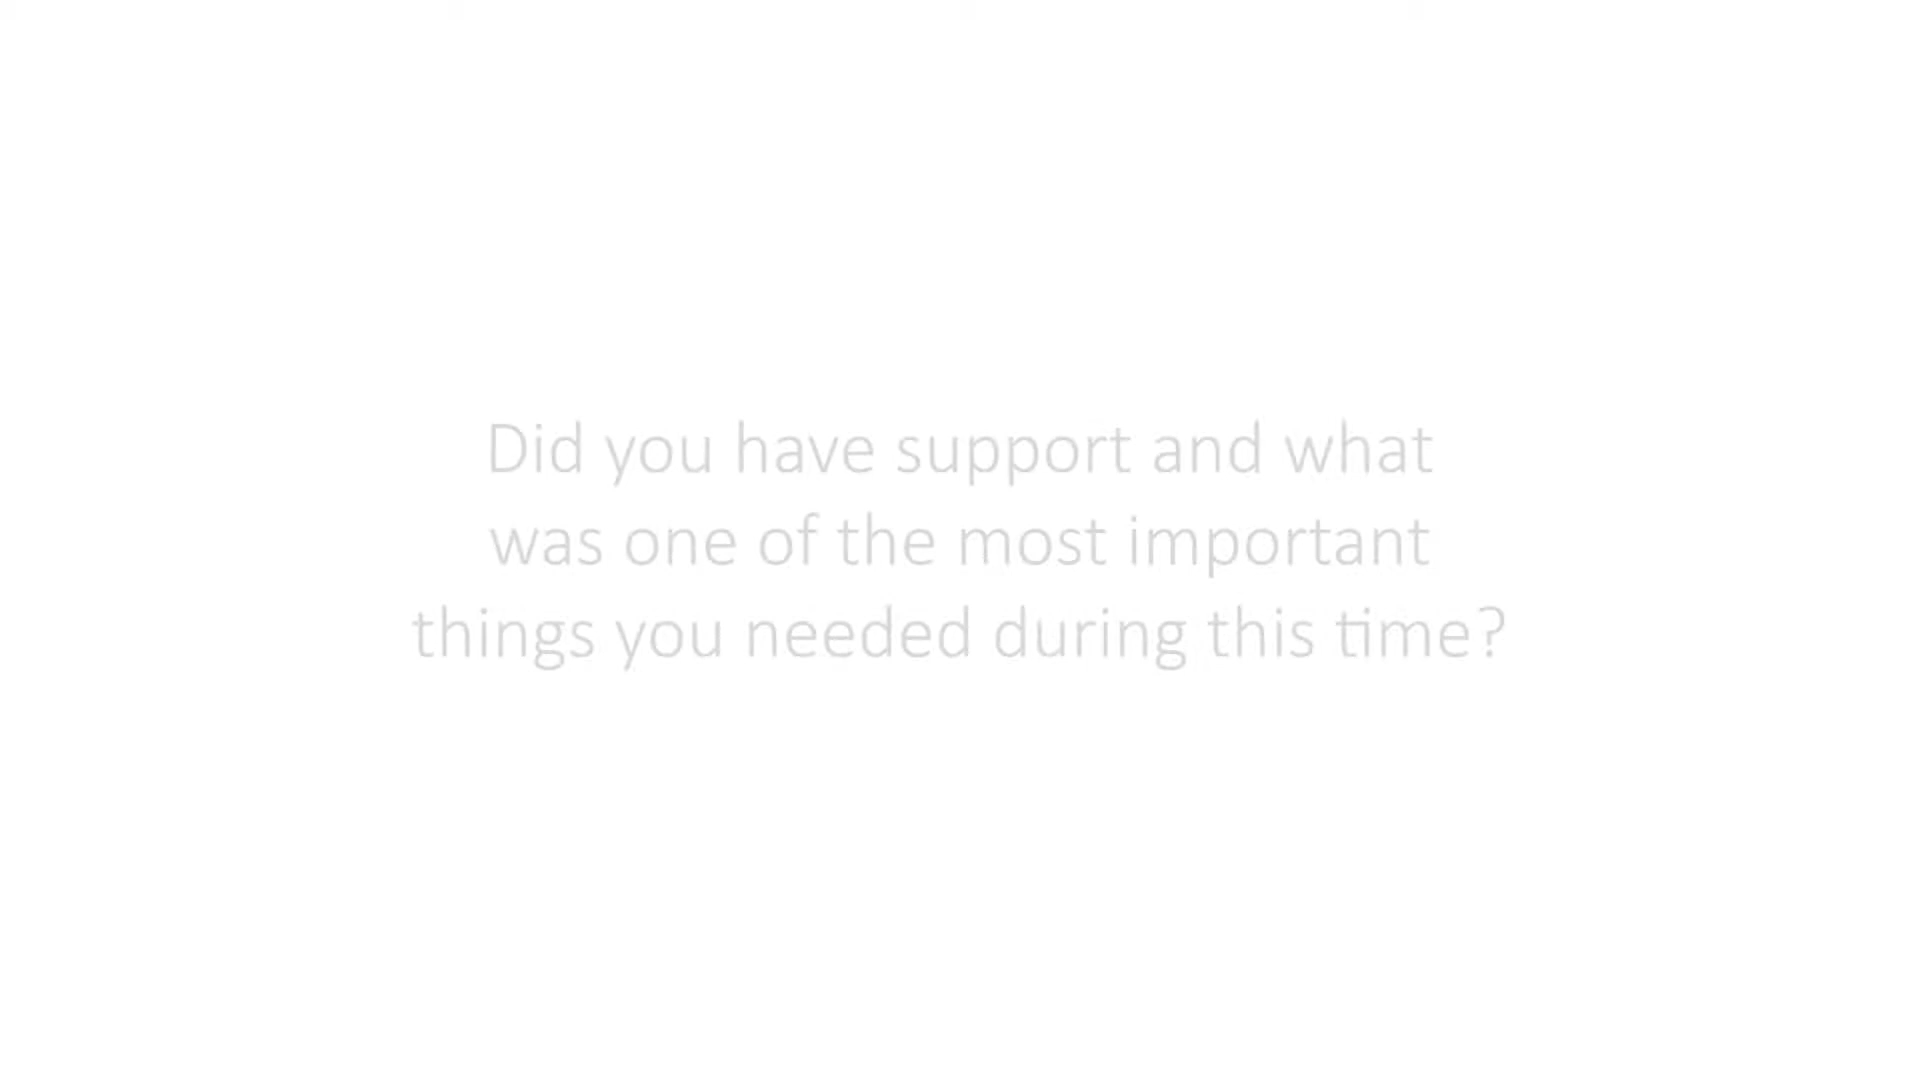 Did you have support and what
was one of the most important
things you needed during this time?